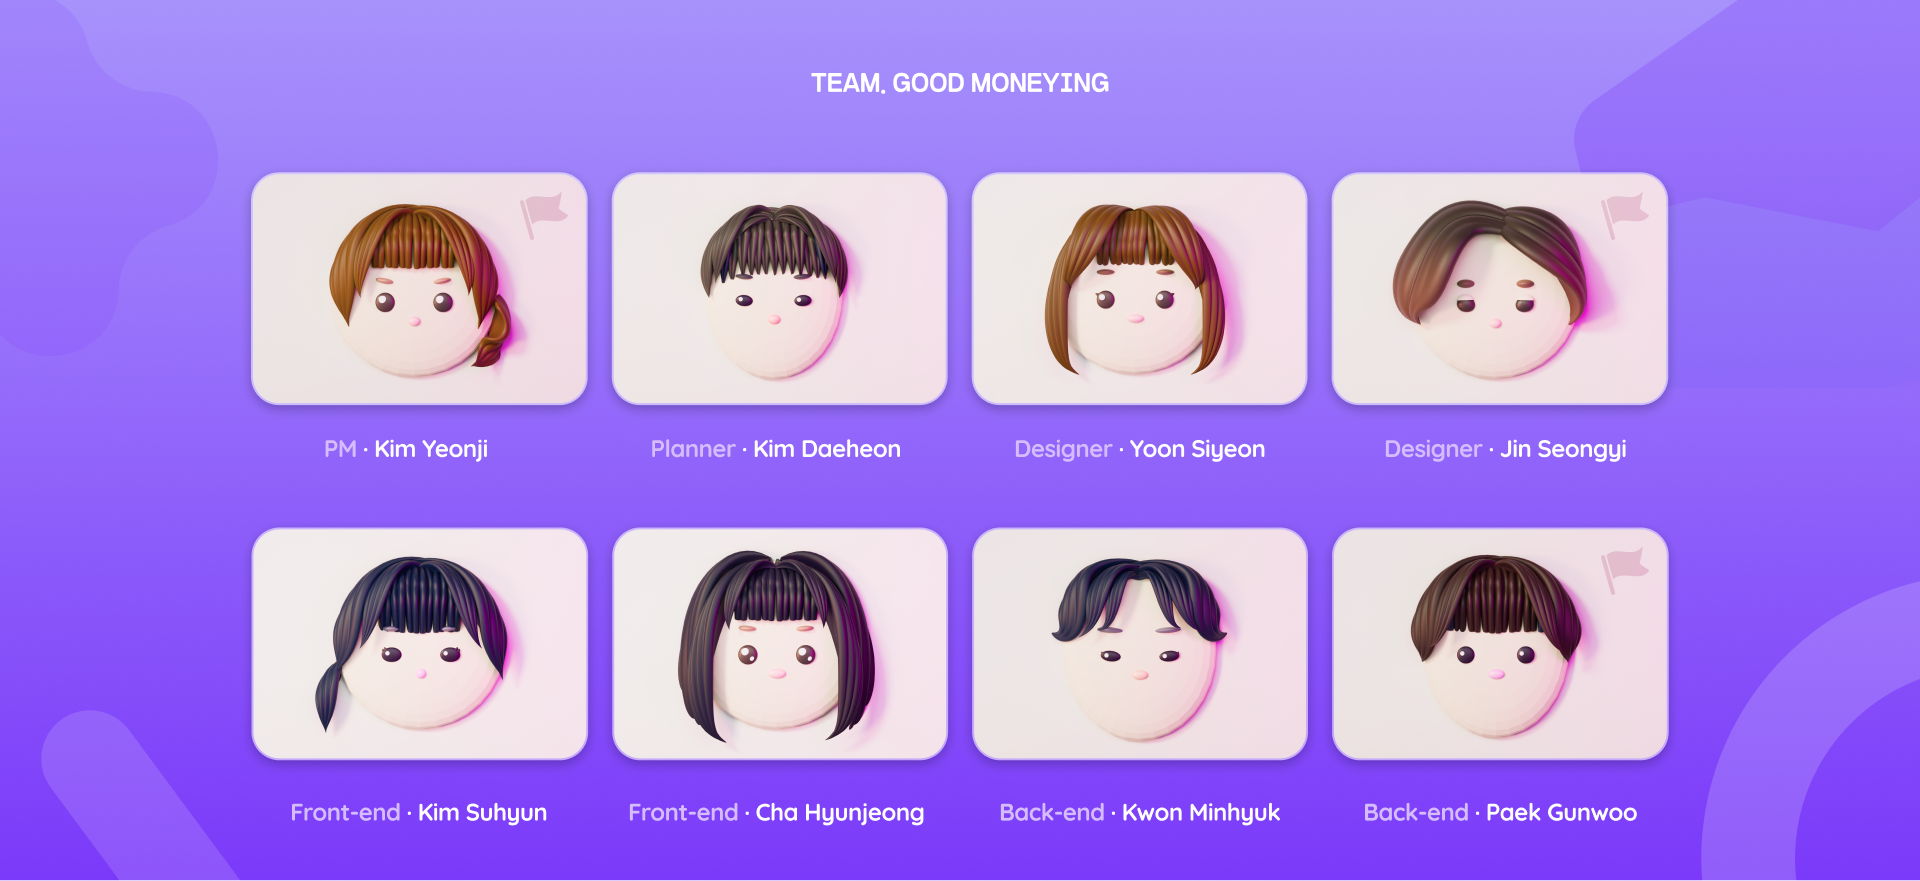 TEAM. GOOD MONEYING
PM · Kim Yeonji
Planner · Kim Daeheon
Designer · Yoon Siyeon
Designer · Jin Seongyi
Front-end · Kim Suhyun
Front-end · Cha Hyunjeong
Back-end · Kwon Minhyuk
Back-end · Paek Gunwoo